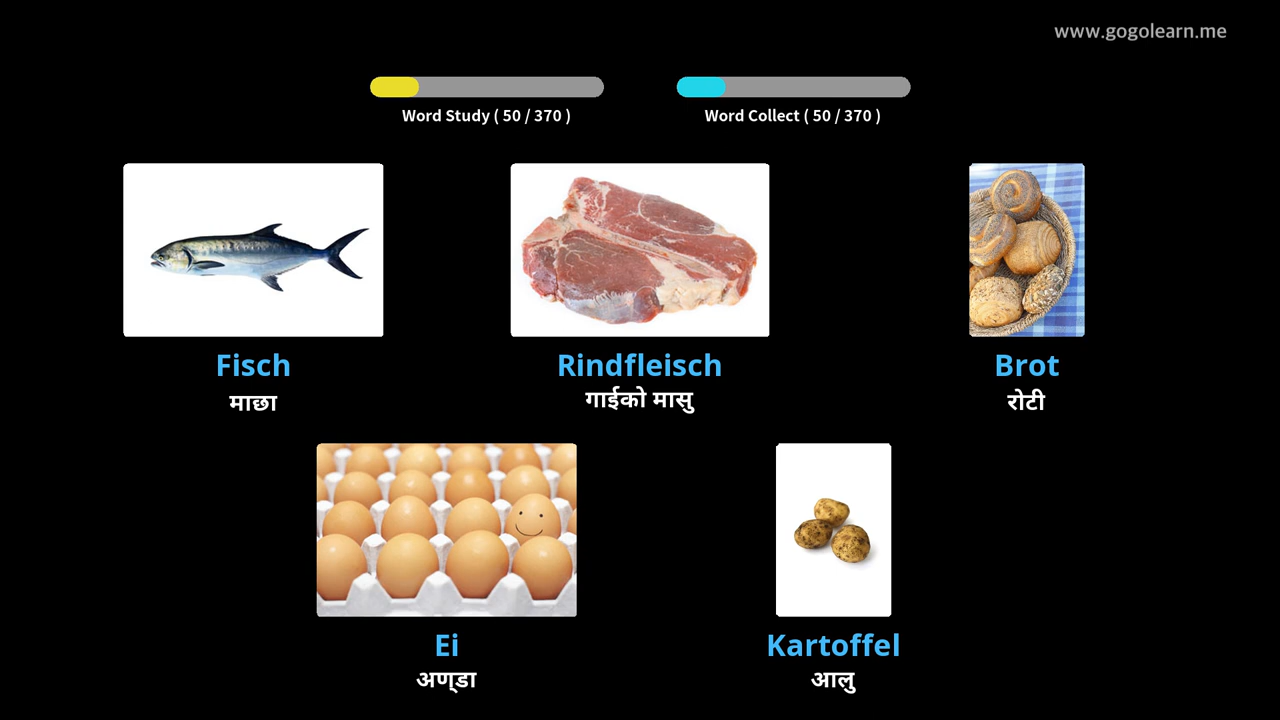 www.gogolearn.me
Word Study ( 50 / 370 )
Word Collect ( 50 / 370 )
Fisch
माछा
Rindfleisch
गाईको मासु
Brot
रोटी
Ei
अण्डा
Kartoffel
आलु